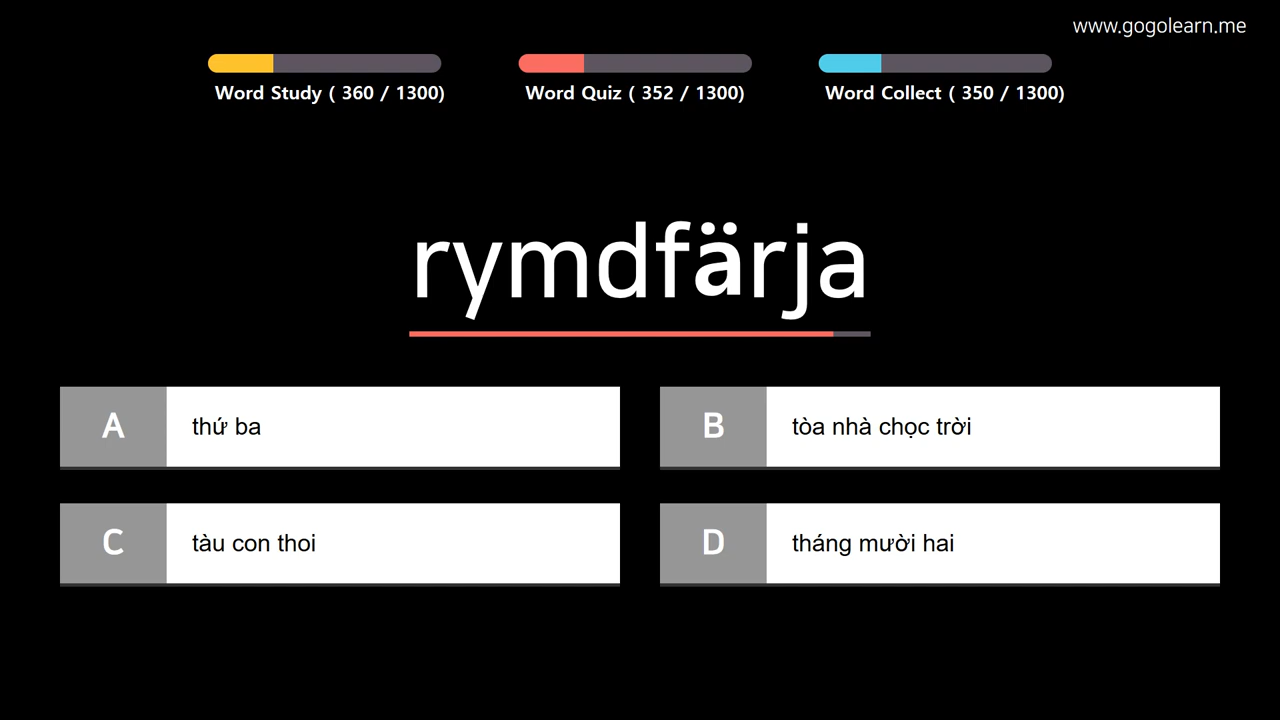 www.gogolearn.me
Word Study ( 360 / 1300)
Word Quiz ( 352 / 1300)
Word Collect ( 350 / 1300)
rymdfärja
A
thứ ba
B
tòa nhà chọc trời
C
tàu con thoi
D
tháng mười hai